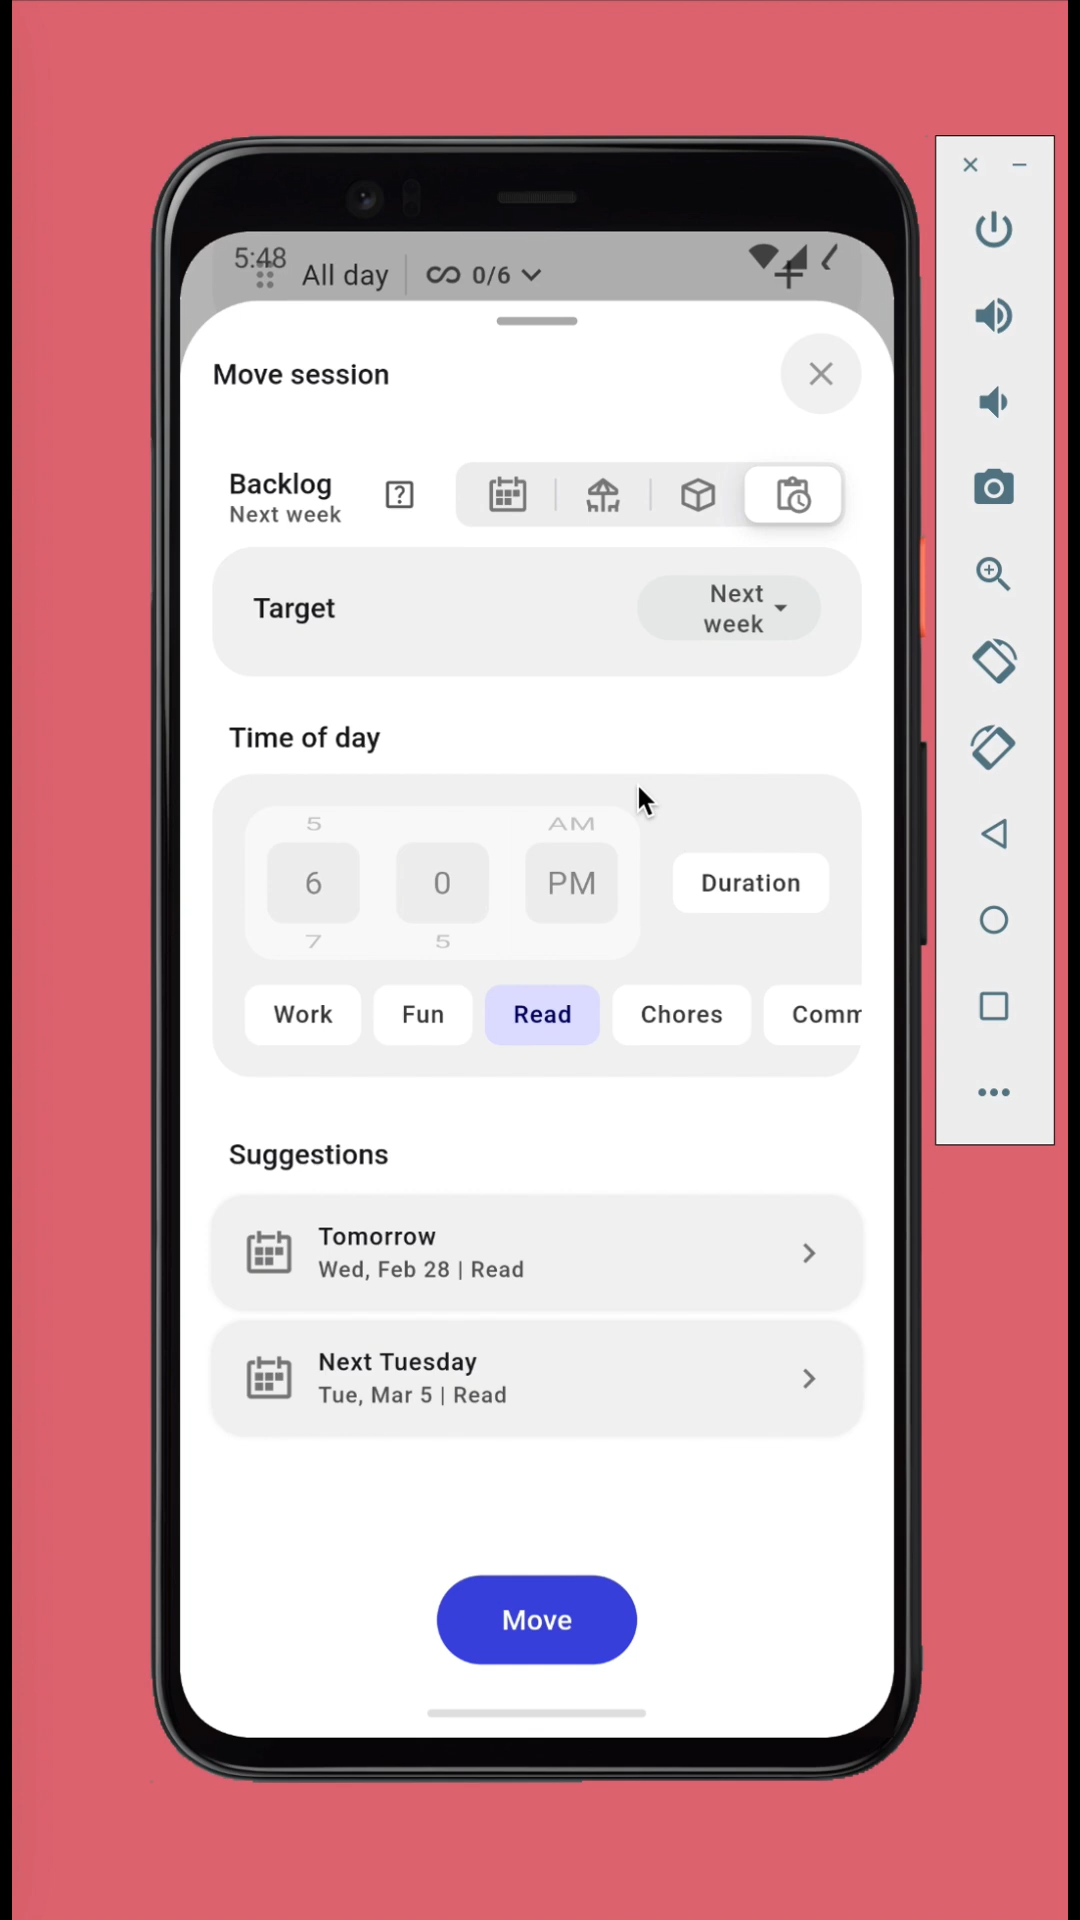 5:48
All day
0/6
Move session
Backlog
Next week
?
Target
Next
week
Time of day
5
AM
6
0
PM
Duration
7
5
Work
Fun
Read
Chores
Comm
Suggestions
Tomorrow
Wed, Feb 28 | Read
Next Tuesday
Tue, Mar 5 | Read
Move